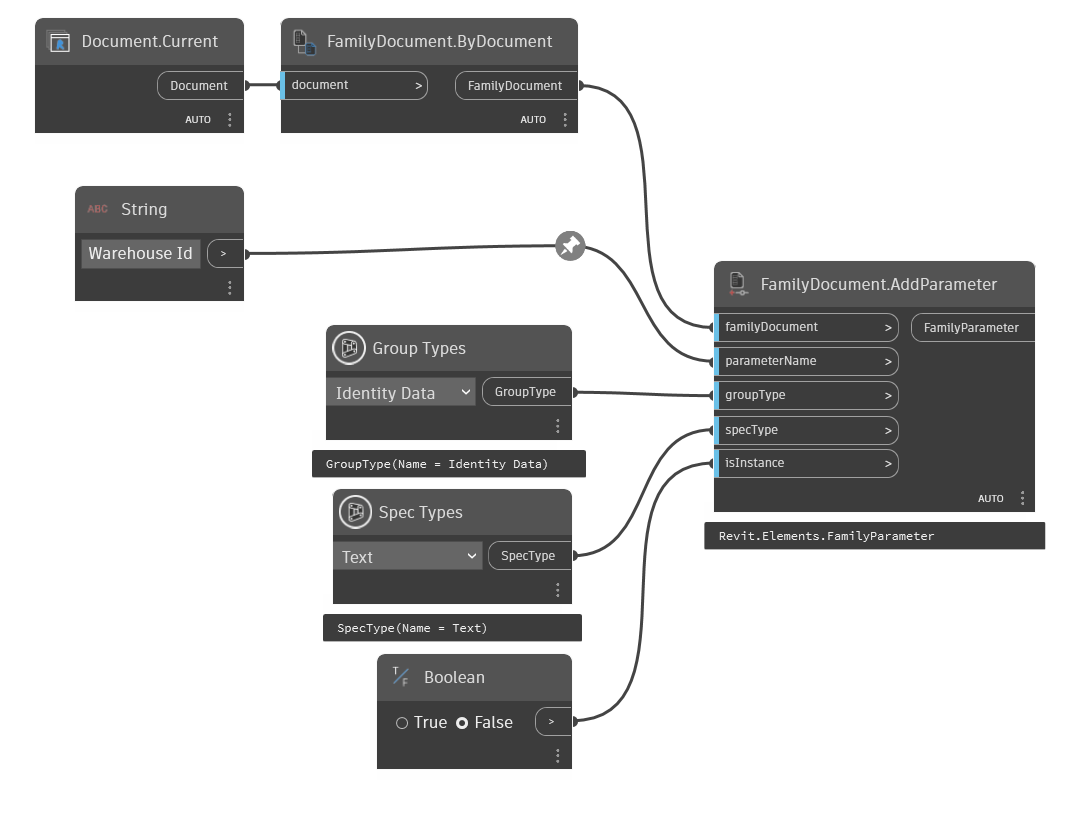 Document.Current
Document
AUTO
FamilyDocument.ByDocument
document >
FamilyDocument
AUTO
ABC String
Warehouse Id >
Group Types
Identity Data
GroupType
GroupType(Name = Identity Data)
Spec Types
Text
SpecType
SpecType(Name = Text)
T/F Boolean
True False >
FamilyDocument.AddParameter
familyDocument >
FamilyParameter
parameterName >
groupType >
specType >
isInstance >
AUTO
Revit.Elements.FamilyParameter